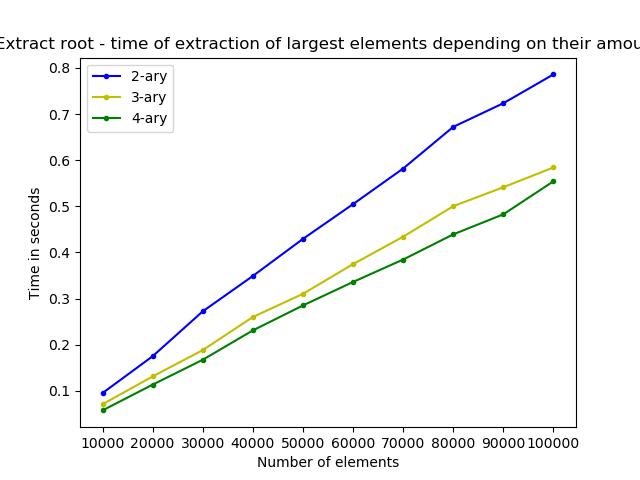 Extract root - time of extraction of largest elements depending on their amou
2-ary
3-ary
4-ary
Time in seconds
0.8
0.7
0.6
0.5
0.4
0.3
0.2
0.1
10000 20000 30000 40000 50000 60000 70000 80000 90000 100000
Number of elements